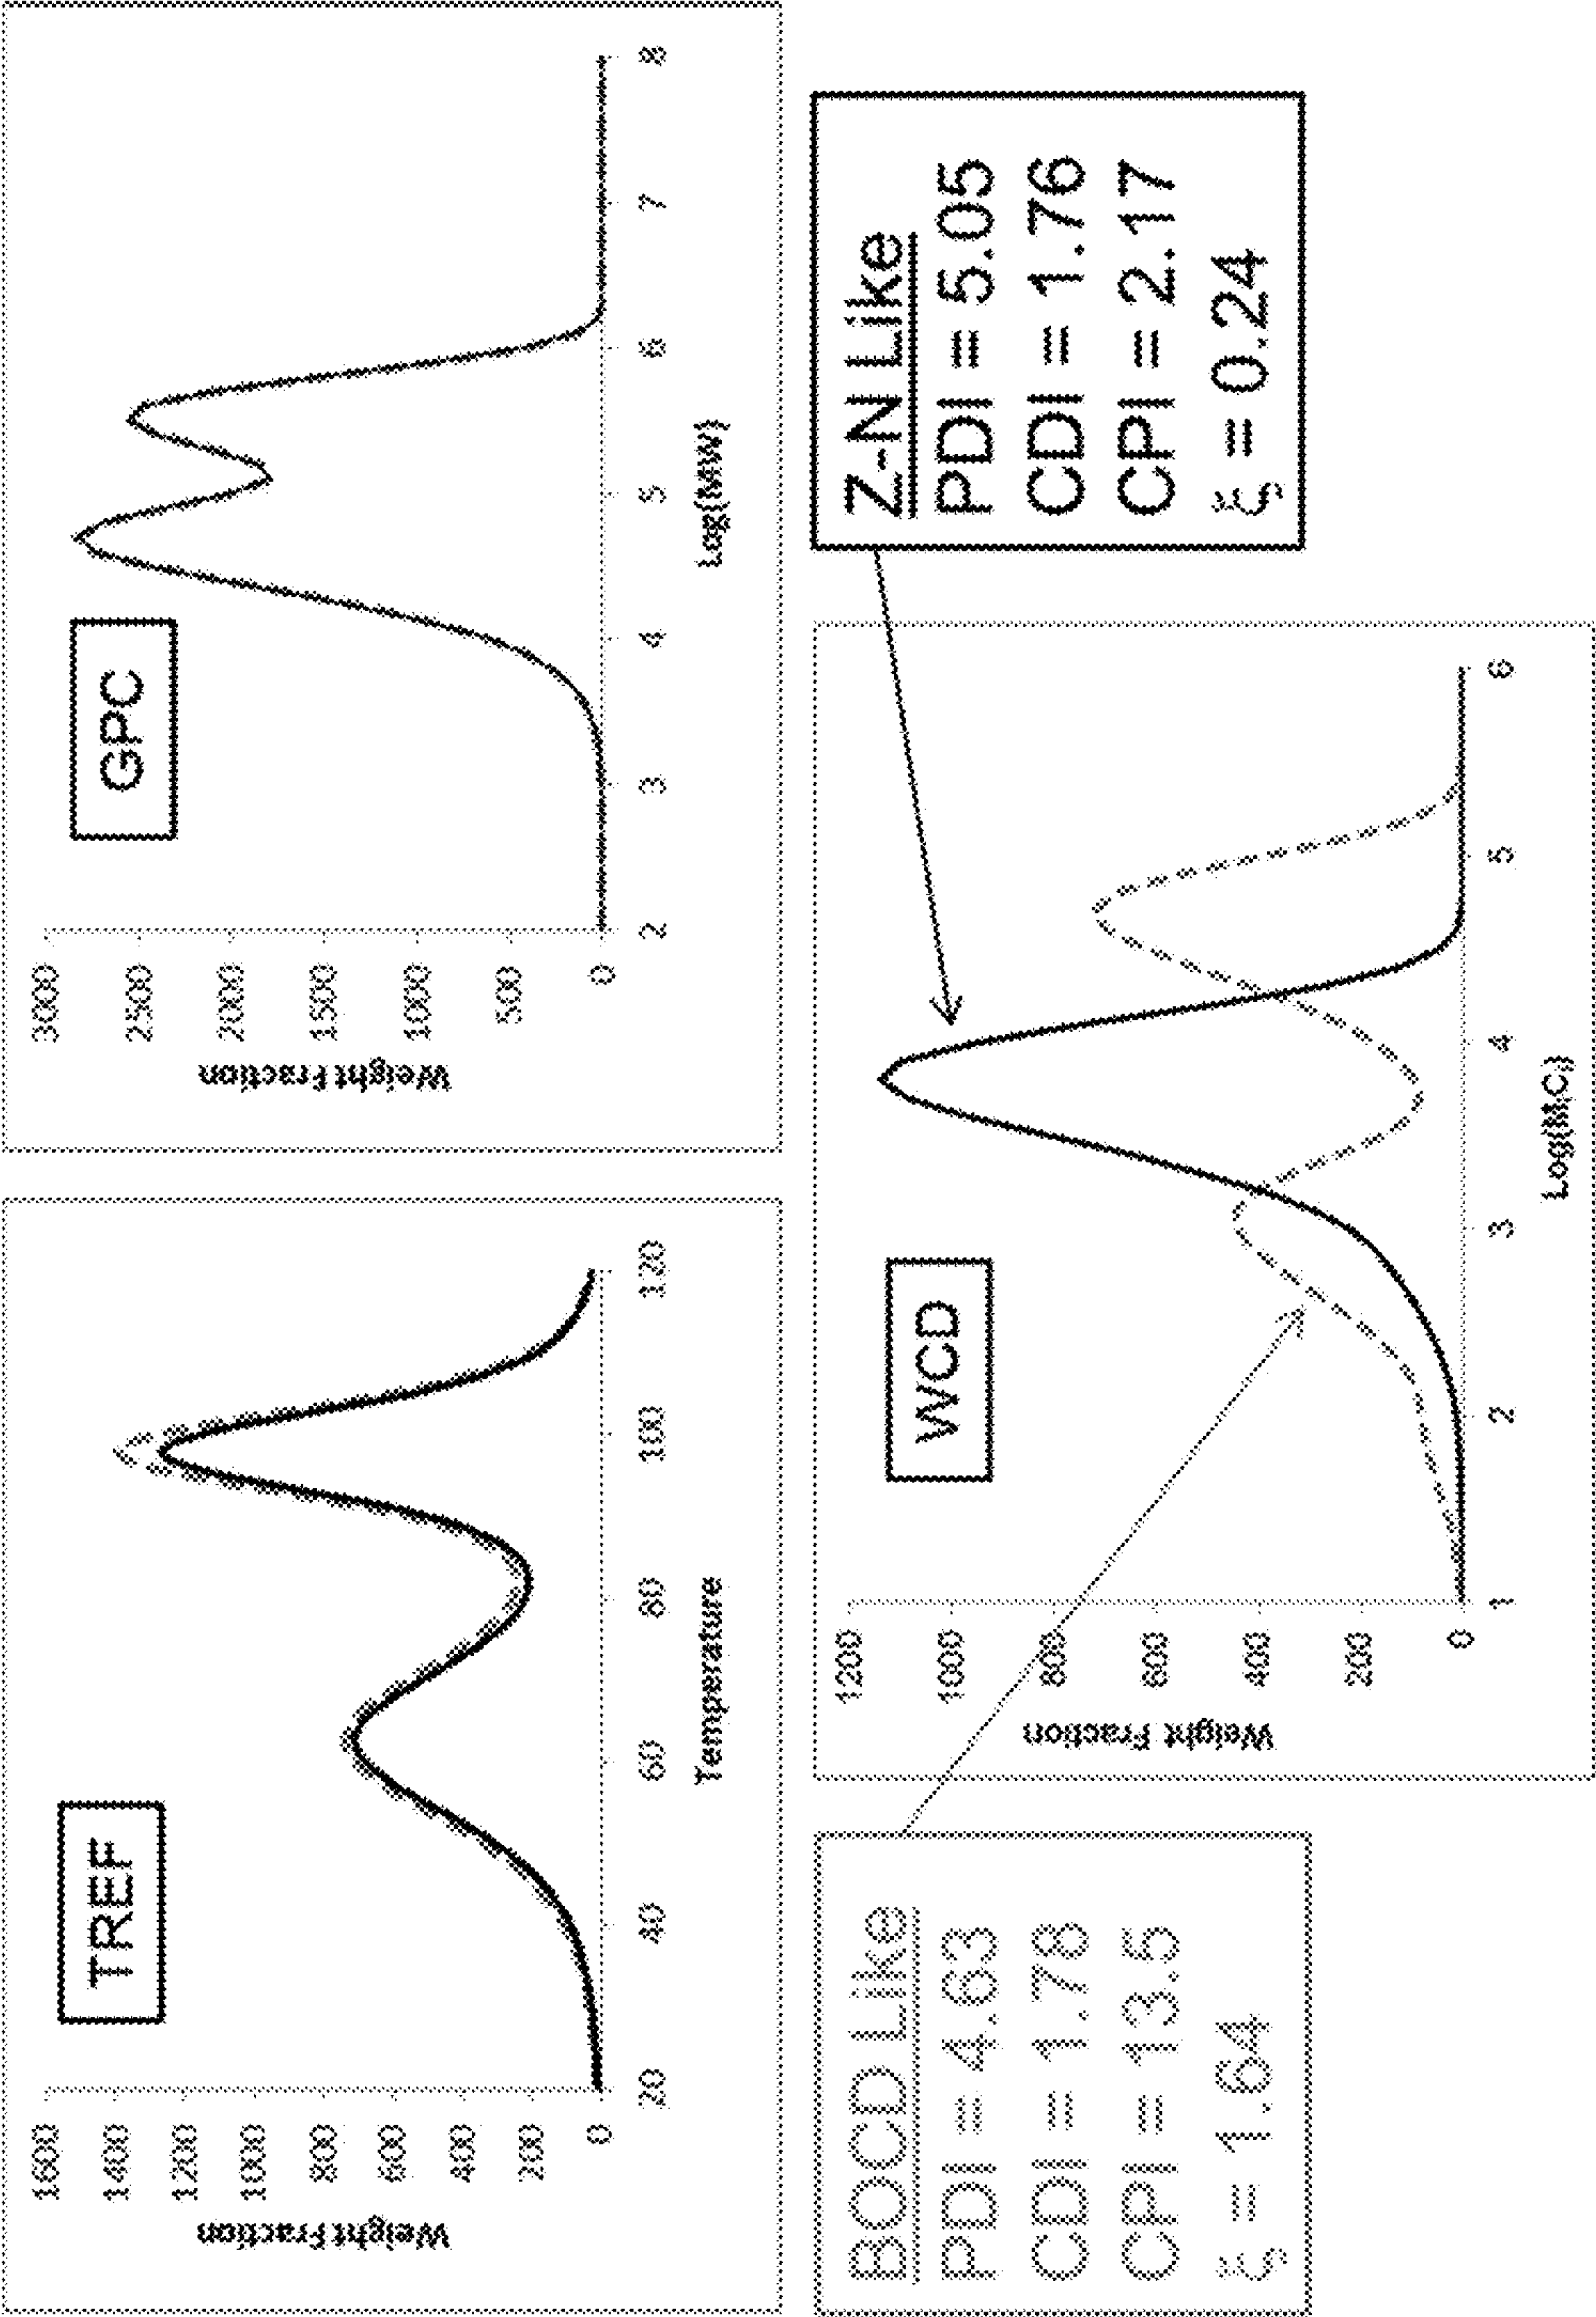 TREF
Weight Fraction
1600
1400
1200
1000
800
600
400
200
0
20
40
60
80
100
120
Temperature
GPC
Weight Fraction
3000
2500
2000
1500
1000
500
0
2
3
4
5
6
7
8
Log(MW)
BOCD Like
PDI = 4.63
CDI = 1.78
CPI = 13.5
ξ = 1.64
WCD
Weight Fraction
1200
1000
800
600
400
200
0
1
2
3
4
5
6
Log(MᵢCᵢ)
Z-N Like
PDI = 5.05
CDI = 1.76
CPI = 2.17
ξ = 0.24